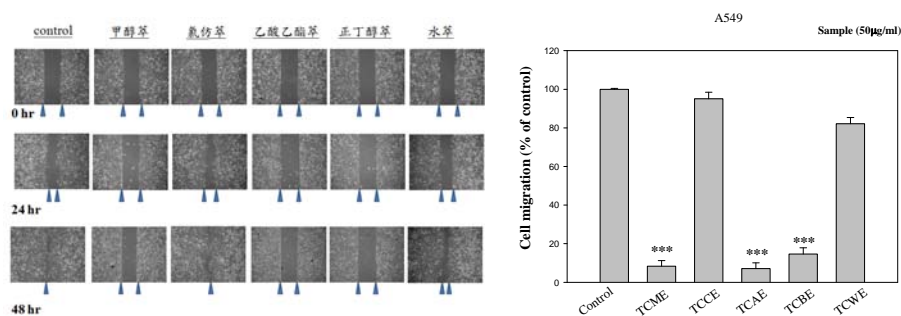 control 甲醇萃 氯仿萃 乙酸乙酯萃 正丁醇萃 水萃
0 hr
24 hr
48 hr
A549
Sample (50μg/ml)
Cell migration (% of control)
120
100
80
60
40
20
0
***
***
***
Control TCME TCCE TCAE TCBE TCWE